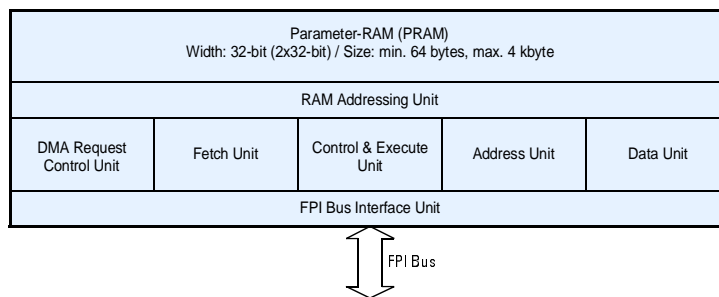 Parameter-RAM (PRAM)
Width: 32-bit (2x32-bit) / Size: min. 64 bytes, max. 4 kbyte
RAM Addressing Unit
DMA Request
Control Unit
Fetch Unit
Control & Execute
Unit
Address Unit
Data Unit
FPI Bus Interface Unit
FPI Bus